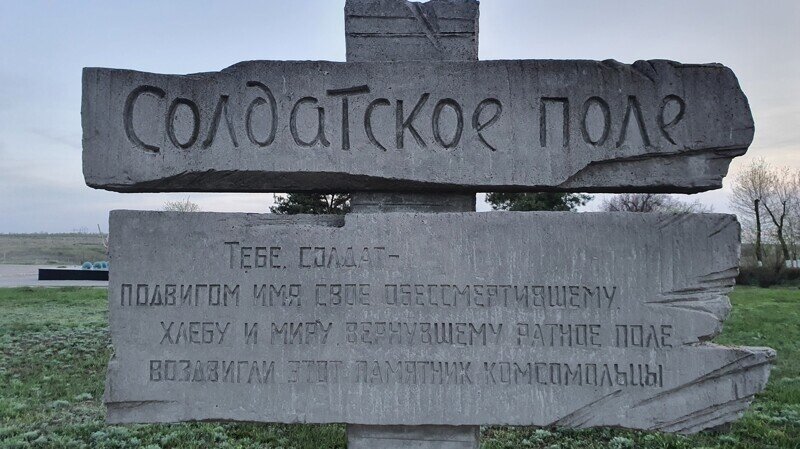 Солдатское поле
Тебе, солдат–
подвигом имя свое обессмертившему,
хлебу и миру вернувшему ратное поле
воздвигли этот памятник комсомольцы